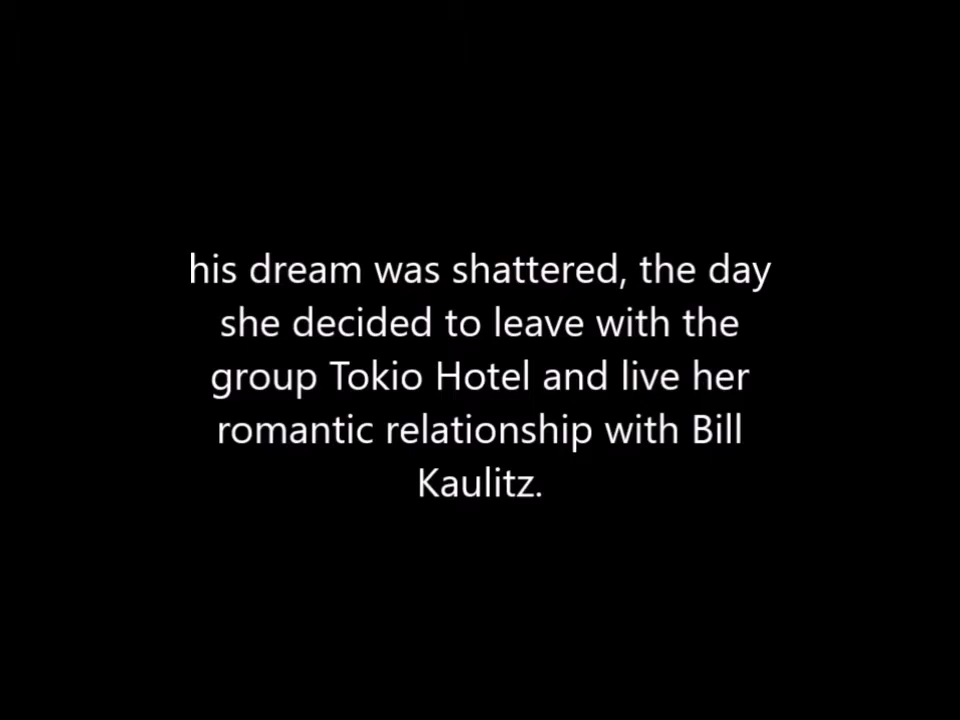 his dream was shattered, the day
she decided to leave with the
group Tokio Hotel and live her
romantic relationship with Bill
Kaulitz.